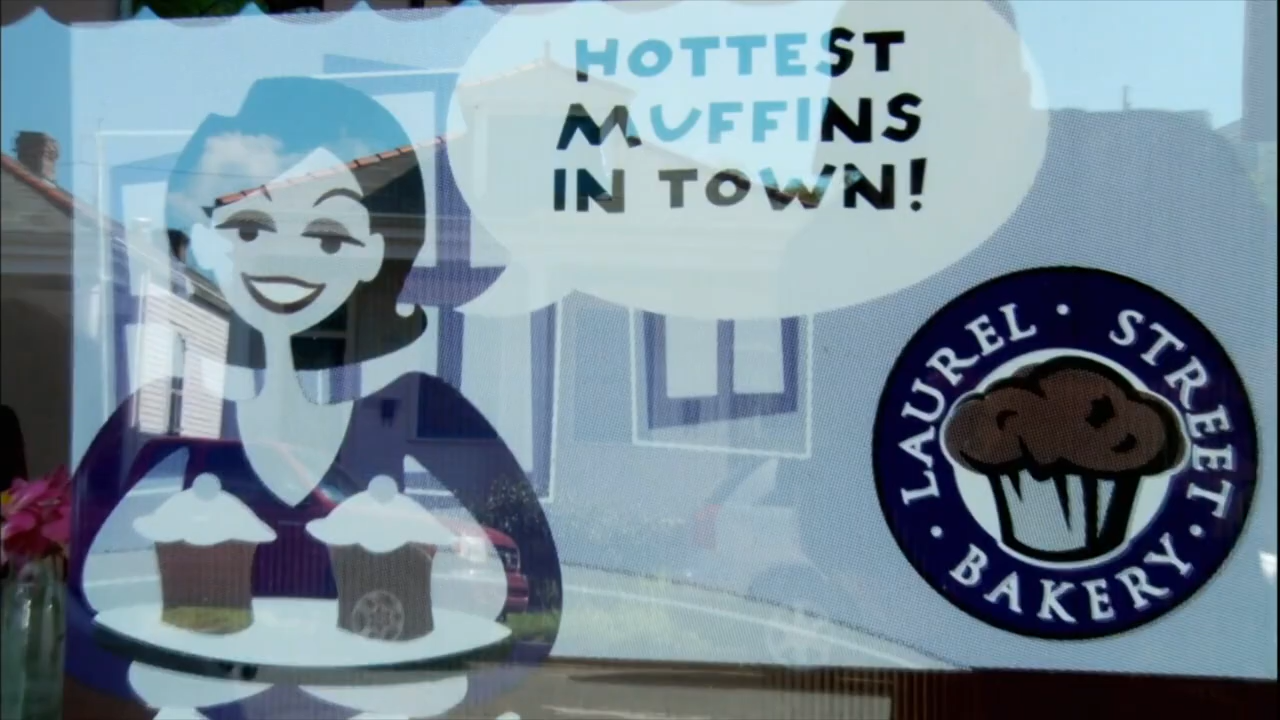 HOTTEST
MUFFINS
IN TOWN!
LAUREL · STREET
· BAKERY ·